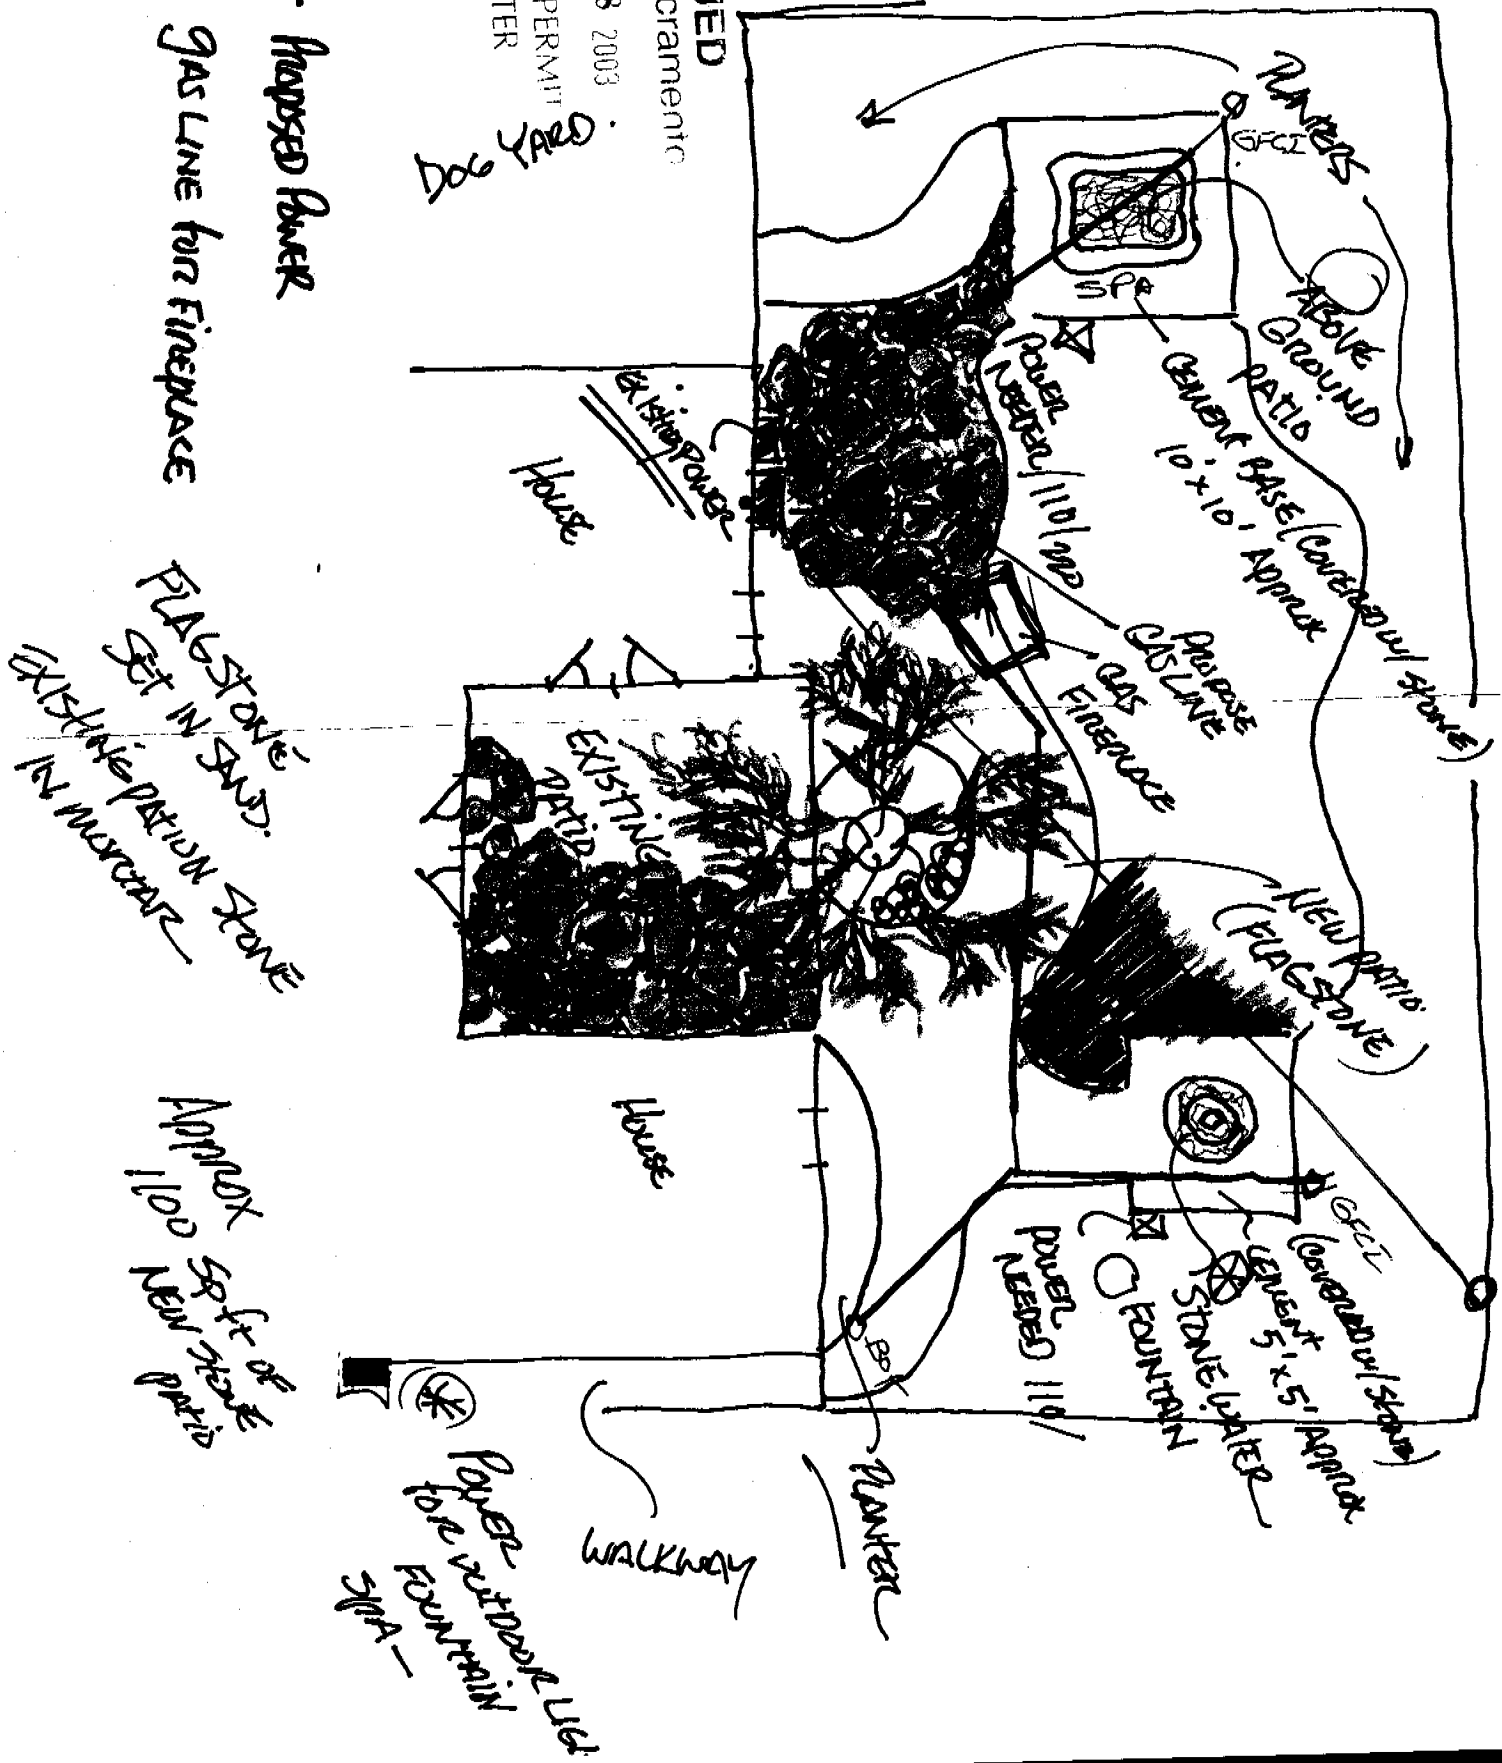 PLANTERS
GFCI
SPA
ABOVE
GROUND
PATIO
CEMENT BASE/(COVERED W/ STONE)
10' x 10' APPROX
POWER
NEEDED/110/220
PROPOSE
GAS LINE
GAS
FIREPLACE
NEW PATIO
(FLAGSTONE)
GFCI
(COVERED W/ STONE)
CEMENT
5' x 5' APPROX
STONE WATER
FOUNTAIN
POWER
NEEDED 110/
PLANTER
WALKWAY
DOG YARD.
EXISTING POWER
HOUSE
EXISTING
PATIO
HOUSE
POWER
FOR OUTDOOR LIG
FOUNTAIN
SPA-
PROPOSED POWER
GAS LINE FOR FIREPLACE
FLAGSTONE
SET IN SAND.
EXISTING PATION STONE
IN MORTAR
APPROX
1100 SQ ft OF
NEW STONE
PATIO
ED
cramento
8 2003
PERMIT
TER